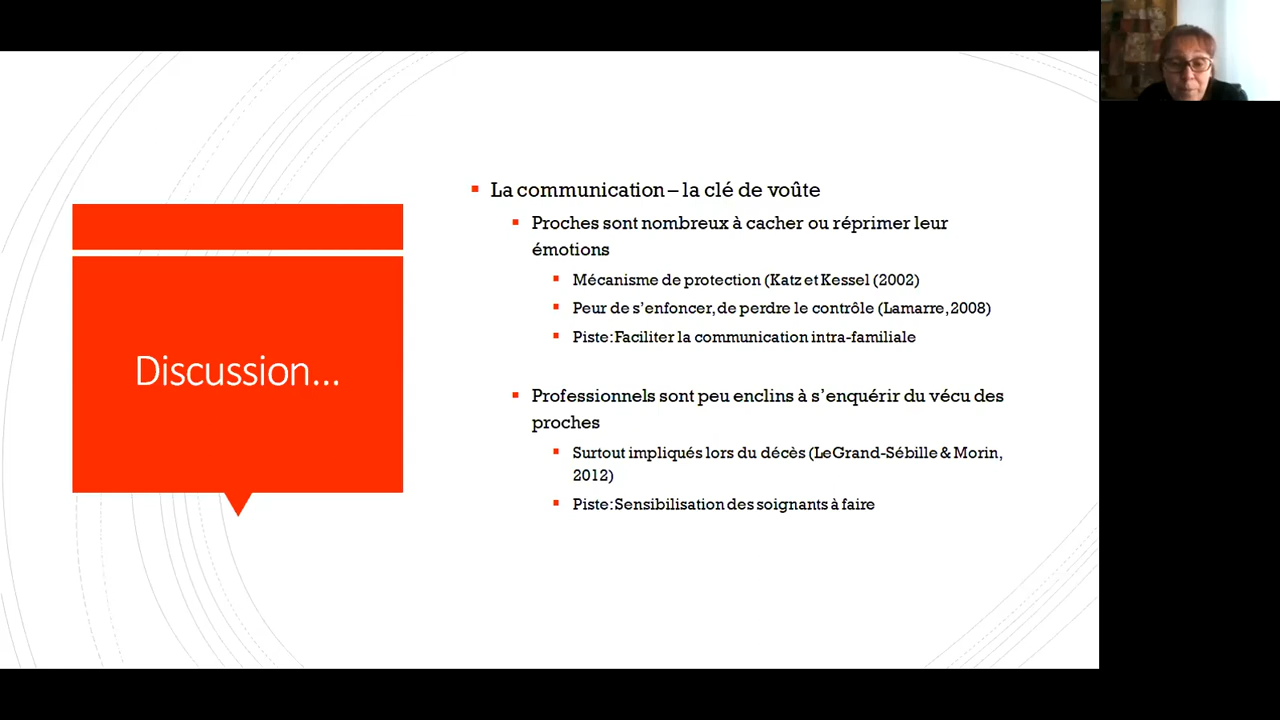 Discussion…
La communication – la clé de voûte
Proches sont nombreux à cacher ou réprimer leur
émotions
Mécanisme de protection (Katz et Kessel (2002)
Peur de s’enfoncer, de perdre le contrôle (Lamarre, 2008)
Piste: Faciliter la communication intra-familiale
Professionnels sont peu enclins à s’enquérir du vécu des
proches
Surtout impliqués lors du décès (LeGrand-Sébille & Morin,
2012)
Piste: Sensibilisation des soignants à faire